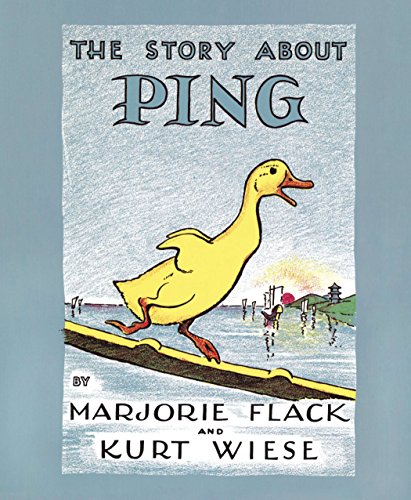 THE STORY ABOUT
PING
BY
MARJORIE FLACK
AND
KURT WIESE